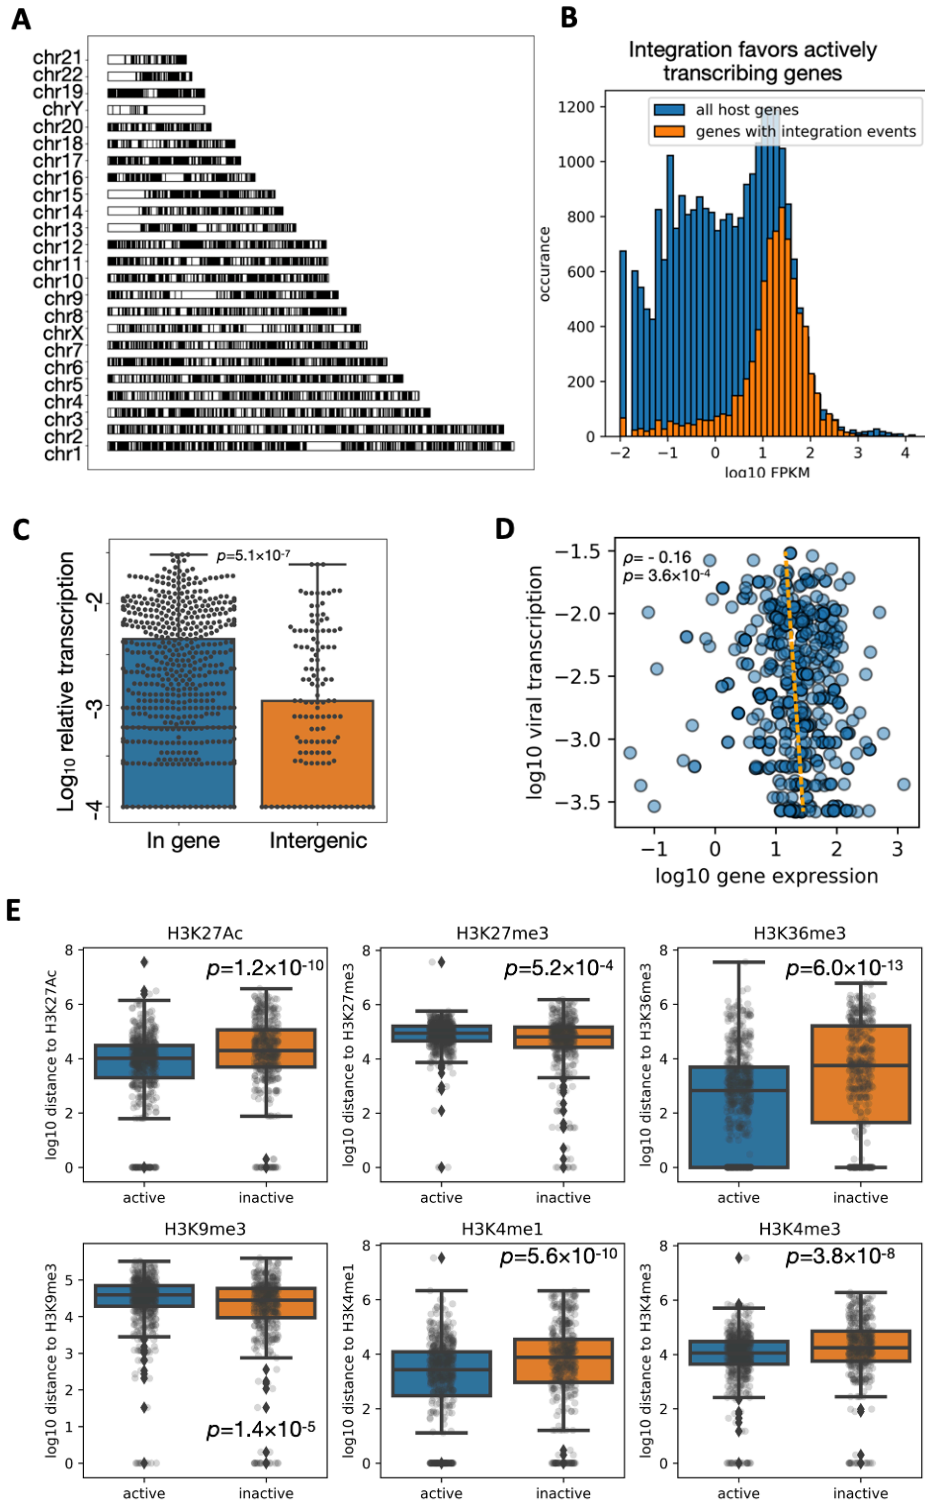 A
chr21
chr22
chr19
chrY
chr20
chr18
chr17
chr16
chr15
chr14
chr13
chr12
chr11
chr10
chr9
chr8
chrX
chr7
chr6
chr5
chr4
chr3
chr2
chr1
B
Integration favors actively
transcribing genes
all host genes
genes with integration events
occurance
1200
1000
800
600
400
200
0
−2 −1 0 1 2 3 4
log10 FPKM
C
p=5.1×10-7
Log10 relative transcription
-2
-3
-4
In gene Intergenic
D
ρ= - 0.16
p= 3.6×10-4
log10 viral transcription
−1.5
−2.0
−2.5
−3.0
−3.5
−1 0 1 2 3
log10 gene expression
E
H3K27Ac
p=1.2×10-10
log10 distance to H3K27Ac
8
6
4
2
0
active inactive
H3K27me3
p=5.2×10-4
log10 distance to H3K27me3
8
6
4
2
0
active inactive
H3K36me3
p=6.0×10-13
log10 distance to H3K36me3
8
6
4
2
0
active inactive
H3K9me3
p=1.4×10-5
log10 distance to H3K9me3
5
4
3
2
1
0
active inactive
H3K4me1
p=5.6×10-10
log10 distance to H3K4me1
8
6
4
2
0
active inactive
H3K4me3
p=3.8×10-8
log10 distance to H3K4me3
8
6
4
2
0
active inactive